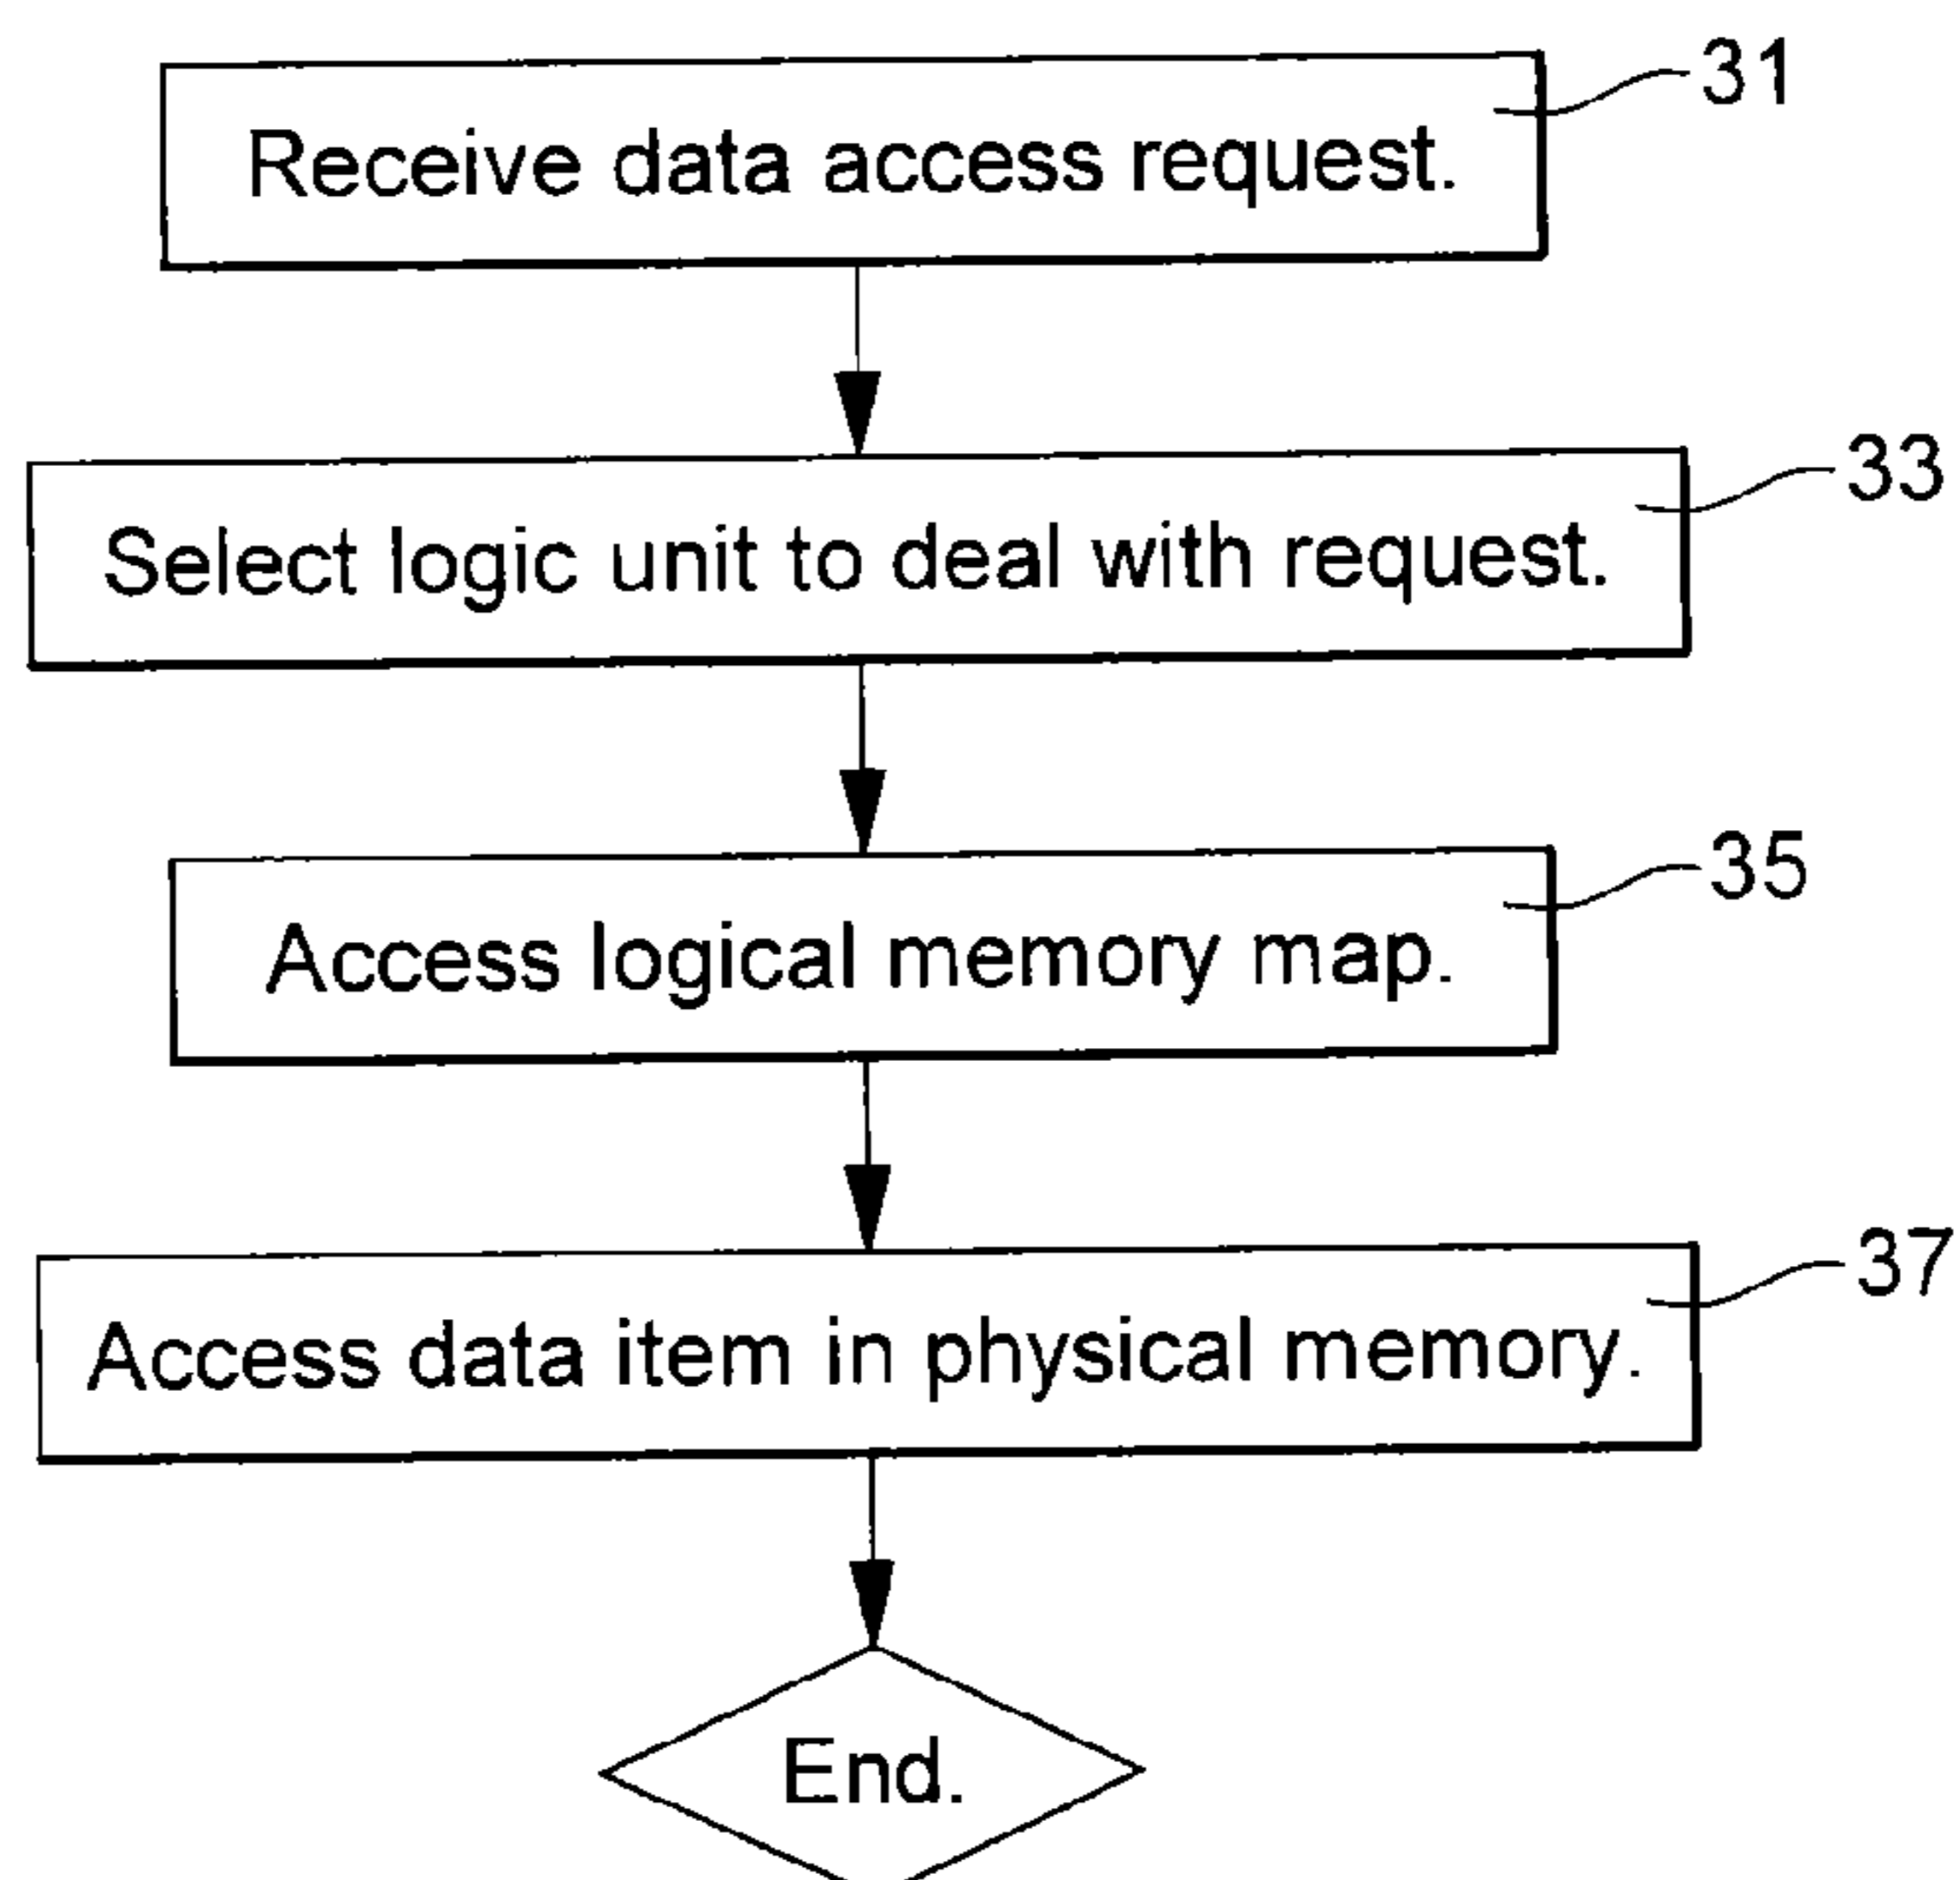 31
Receive data access request.
33
Select logic unit to deal with request.
35
Access logical memory map.
37
Access data item in physical memory.
End.